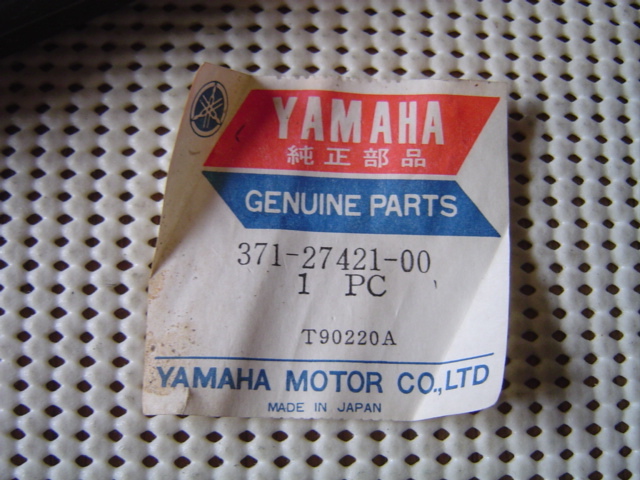 YAMAHA
純正部品
GENUINE PARTS
371-27421-00
1 PC
T90220A
YAMAHA MOTOR CO.,LTD
MADE IN JAPAN